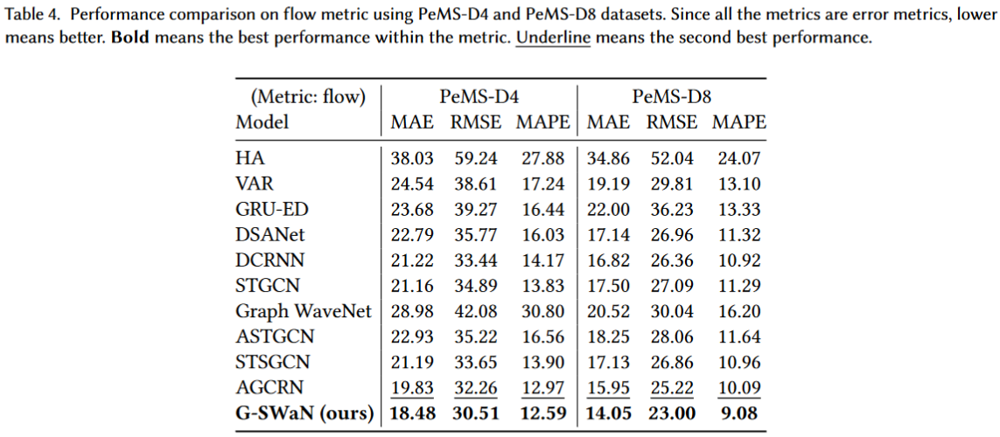 Table 4. Performance comparison on flow metric using PeMS-D4 and PeMS-D8 datasets. Since all the metrics are error metrics, lower
means better. Bold means the best performance within the metric. Underline means the second best performance.
(Metric: flow) PeMS-D4 PeMS-D8
Model MAE RMSE MAPE MAE RMSE MAPE
HA 38.03 59.24 27.88 34.86 52.04 24.07
VAR 24.54 38.61 17.24 19.19 29.81 13.10
GRU-ED 23.68 39.27 16.44 22.00 36.23 13.33
DSANet 22.79 35.77 16.03 17.14 26.96 11.32
DCRNN 21.22 33.44 14.17 16.82 26.36 10.92
STGCN 21.16 34.89 13.83 17.50 27.09 11.29
Graph WaveNet 28.98 42.08 30.80 20.52 30.04 16.20
ASTGCN 22.93 35.22 16.56 18.25 28.06 11.64
STSGCN 21.19 33.65 13.90 17.13 26.86 10.96
AGCRN 19.83 32.26 12.97 15.95 25.22 10.09
G-SWaN (ours) 18.48 30.51 12.59 14.05 23.00 9.08